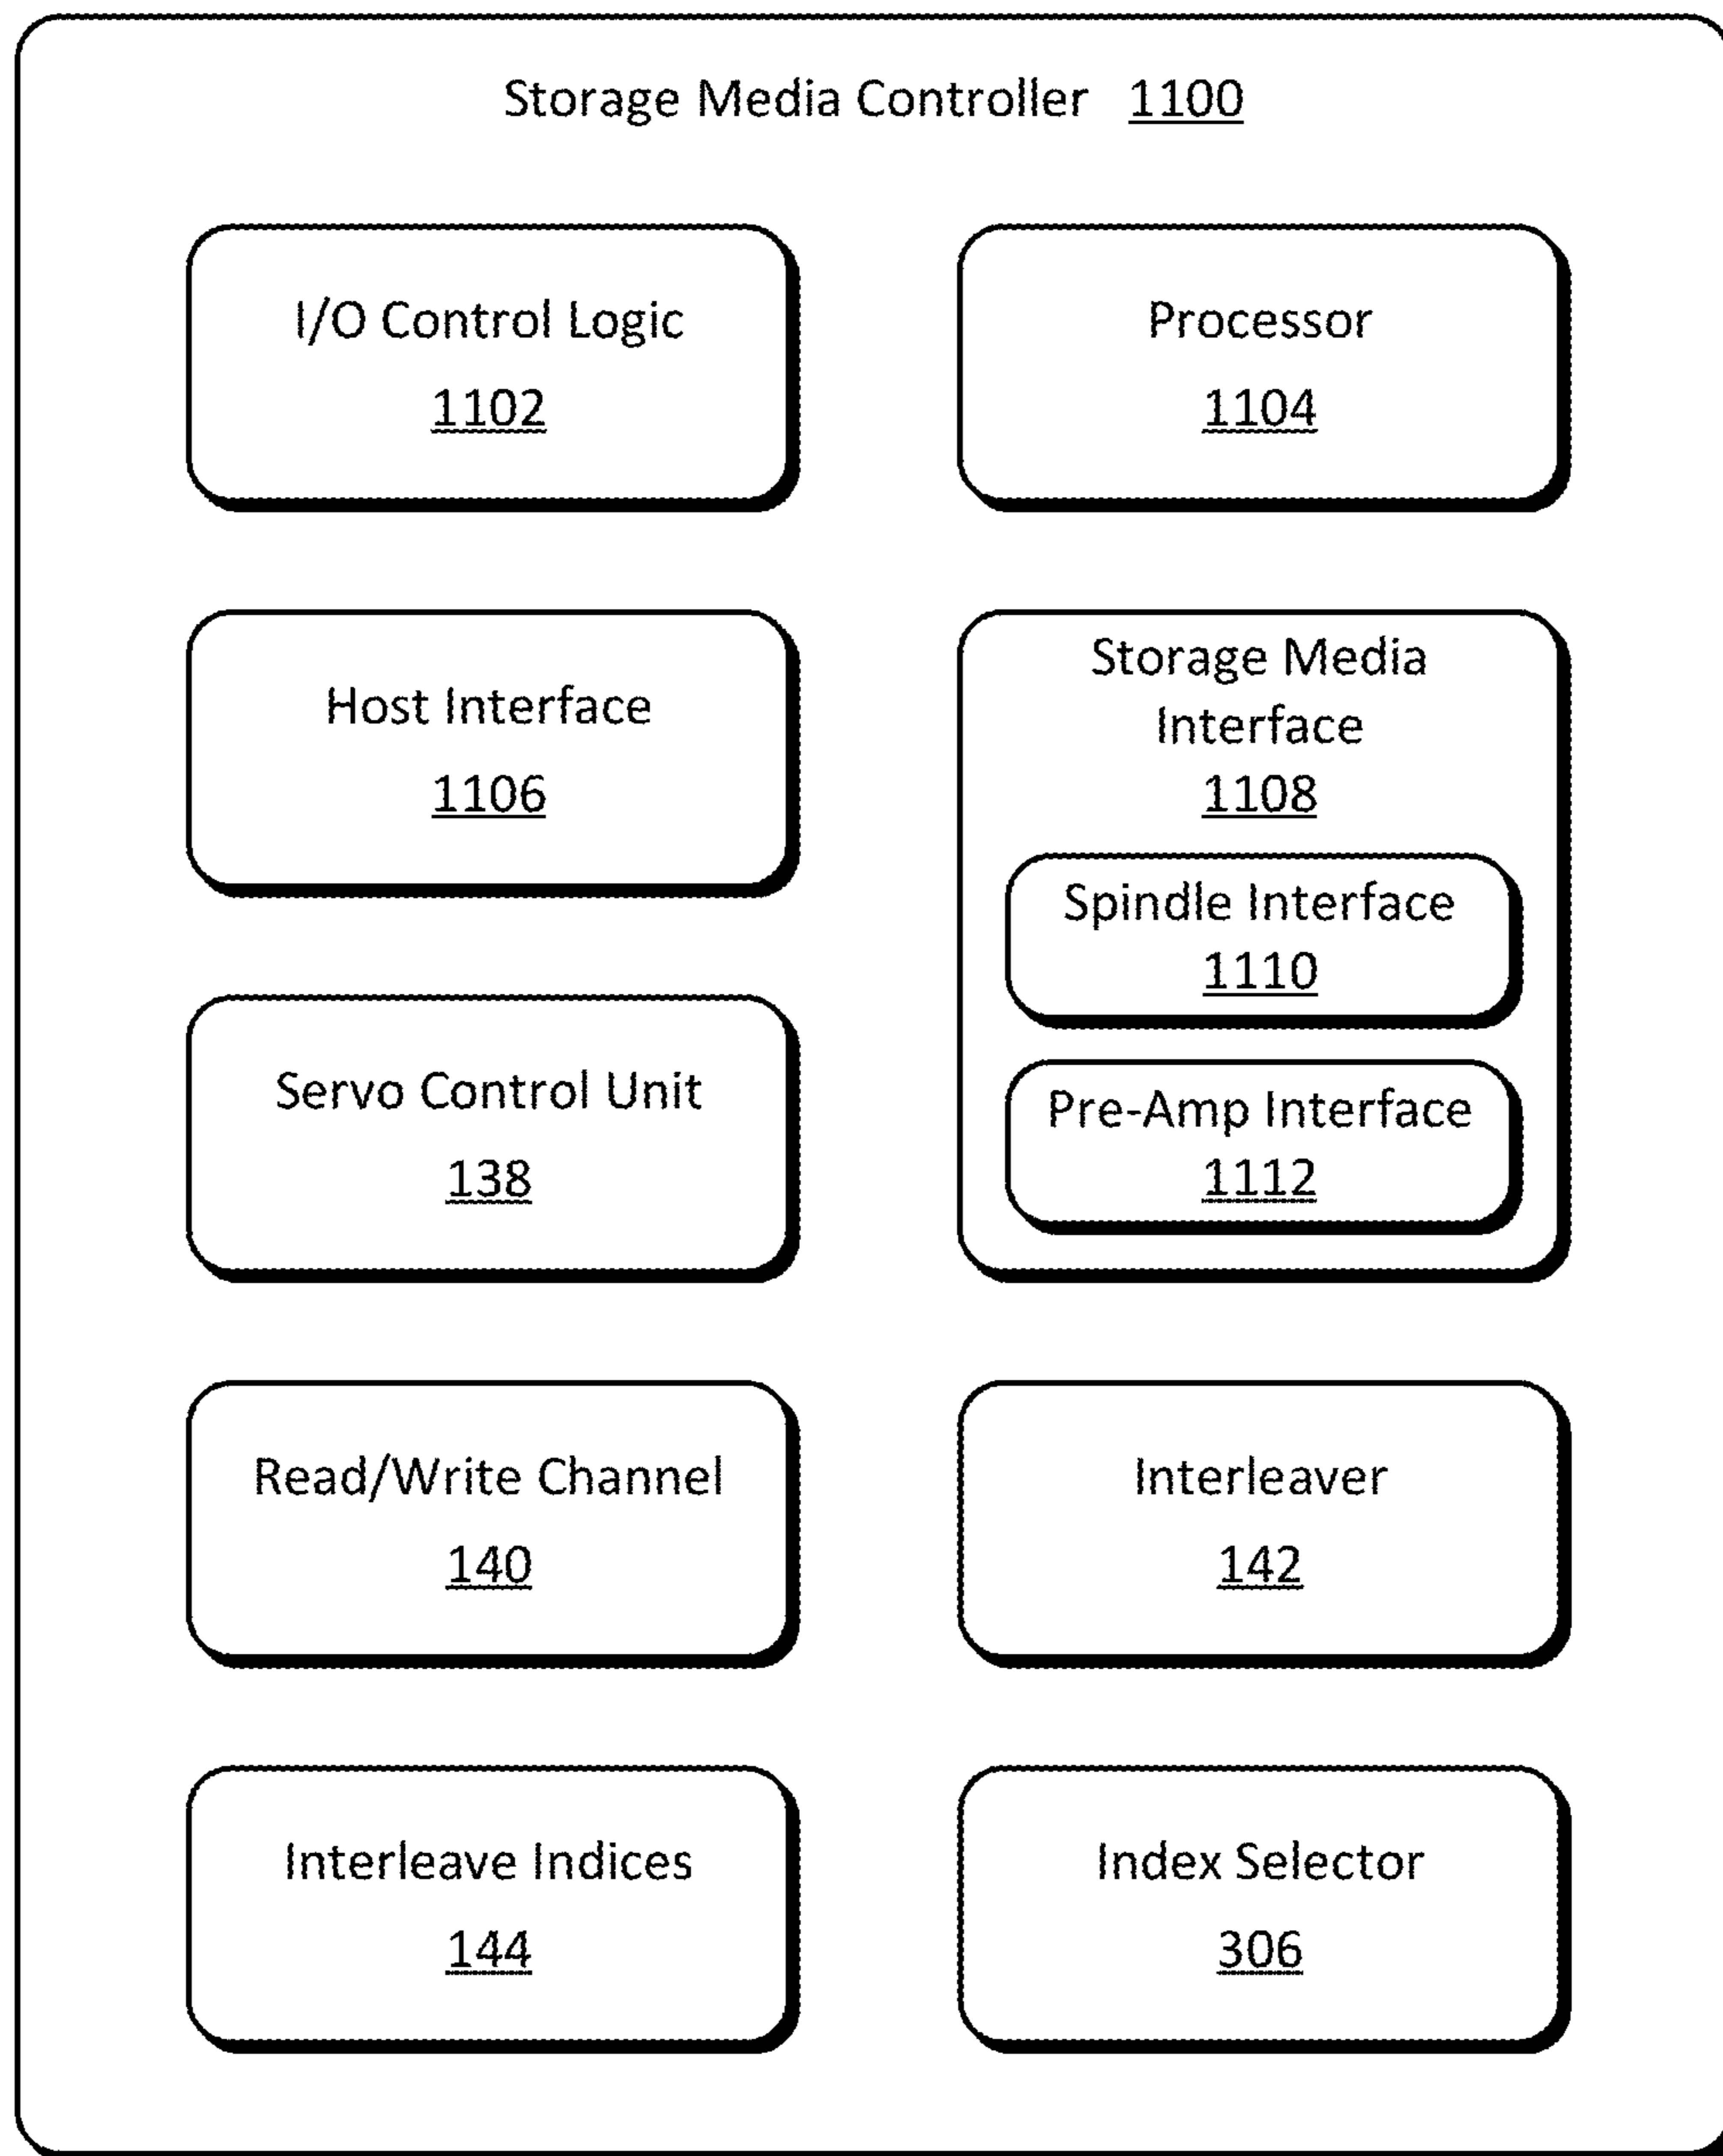 Storage Media Controller 1100
I/O Control Logic
1102
Processor
1104
Host Interface
1106
Storage Media
Interface
1108
Spindle Interface
1110
Pre-Amp Interface
1112
Servo Control Unit
138
Read/Write Channel
140
Interleaver
142
Interleave Indices
144
Index Selector
306